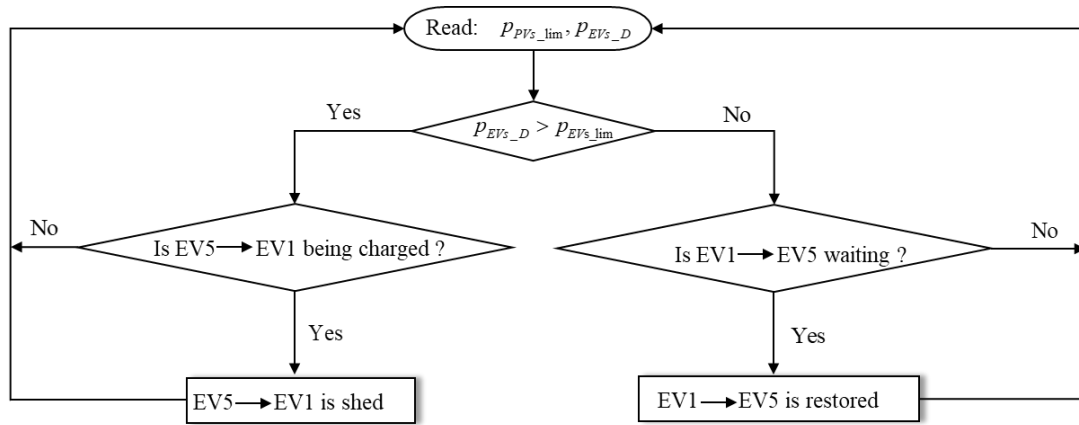 Read: p_PVs_lim, p_EVs_D
Yes
p_EVs_D > p_EVs_lim
No
No
Is EV5 → EV1 being charged ?
Is EV1 → EV5 waiting ?
No
Yes
Yes
EV5 → EV1 is shed
EV1 → EV5 is restored